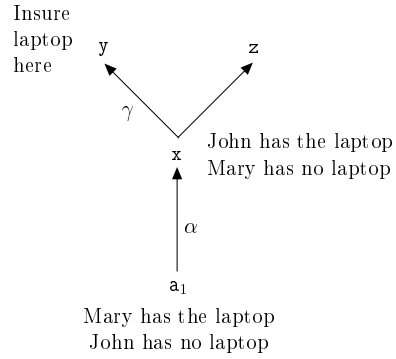 Insure
laptop
here
y
z
γ
x
John has the laptop
Mary has no laptop
α
a₁
Mary has the laptop
John has no laptop